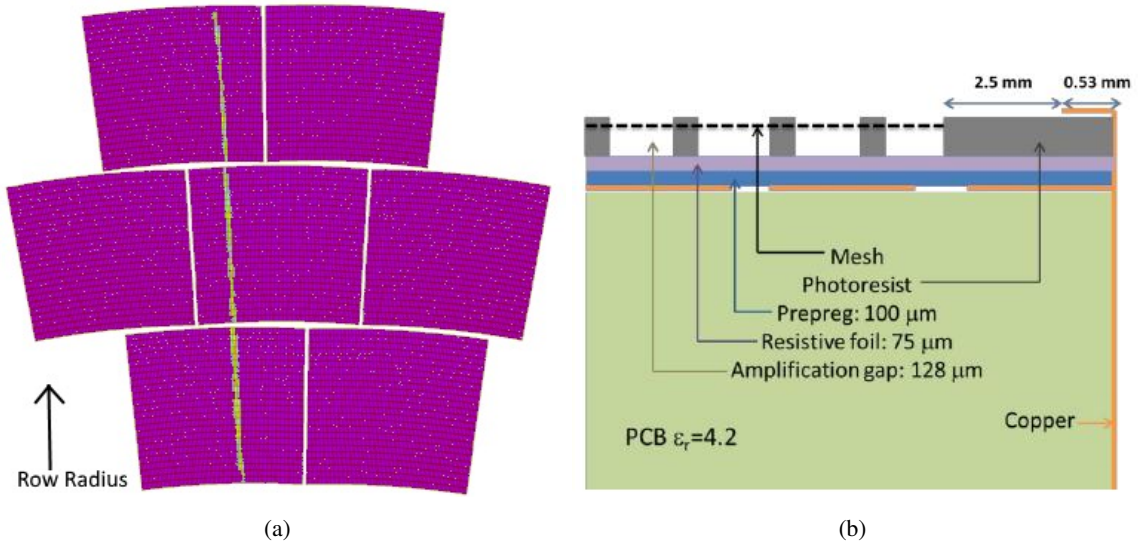 Row Radius
(a)
2.5 mm
0.53 mm
Mesh
Photoresist
Prepreg: 100 μm
Resistive foil: 75 μm
Amplification gap: 128 μm
Copper
PCB εr=4.2
(b)